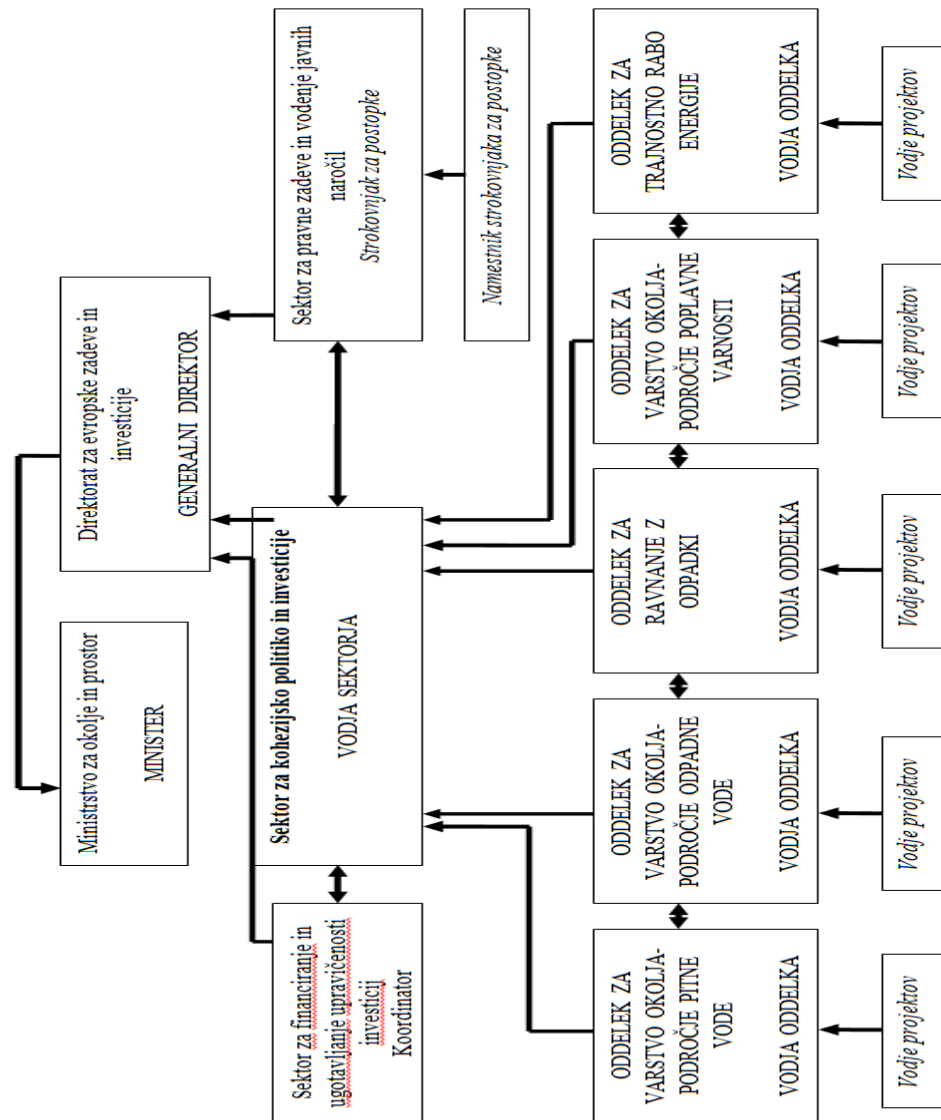 Ministrstvo za okolje in prostor
MINISTER
Direktorat za evropske zadeve in
investicije
GENERALNI DIREKTOR
Sektor za financiranje in
ugotavljanje upravičenosti
investicij
Koordinator
Sektor za kohezijsko politiko in investicije
VODJA SEKTORJA
Sektor za pravne zadeve in vodenje javnih
naročil
Strokovnjak za postopke
Namestnik strokovnjaka za postopke
ODDELEK ZA
VARSTVO OKOLJA-
PODROČJE PITNE
VODE
VODJA ODDELKA
ODDELEK ZA
VARSTVO OKOLJA-
PODROČJE ODPADNE
VODE
VODJA ODDELKA
ODDELEK ZA
RAVNANJE Z
ODPADKI
VODJA ODDELKA
ODDELEK ZA
VARSTVO OKOLJA-
PODROČJE POPLAVNE
VARNOSTI
VODJA ODDELKA
ODDELEK ZA
TRAJNOSTNO RABO
ENERGIJE
VODJA ODDELKA
Vodje projektov
Vodje projektov
Vodje projektov
Vodje projektov
Vodje projektov